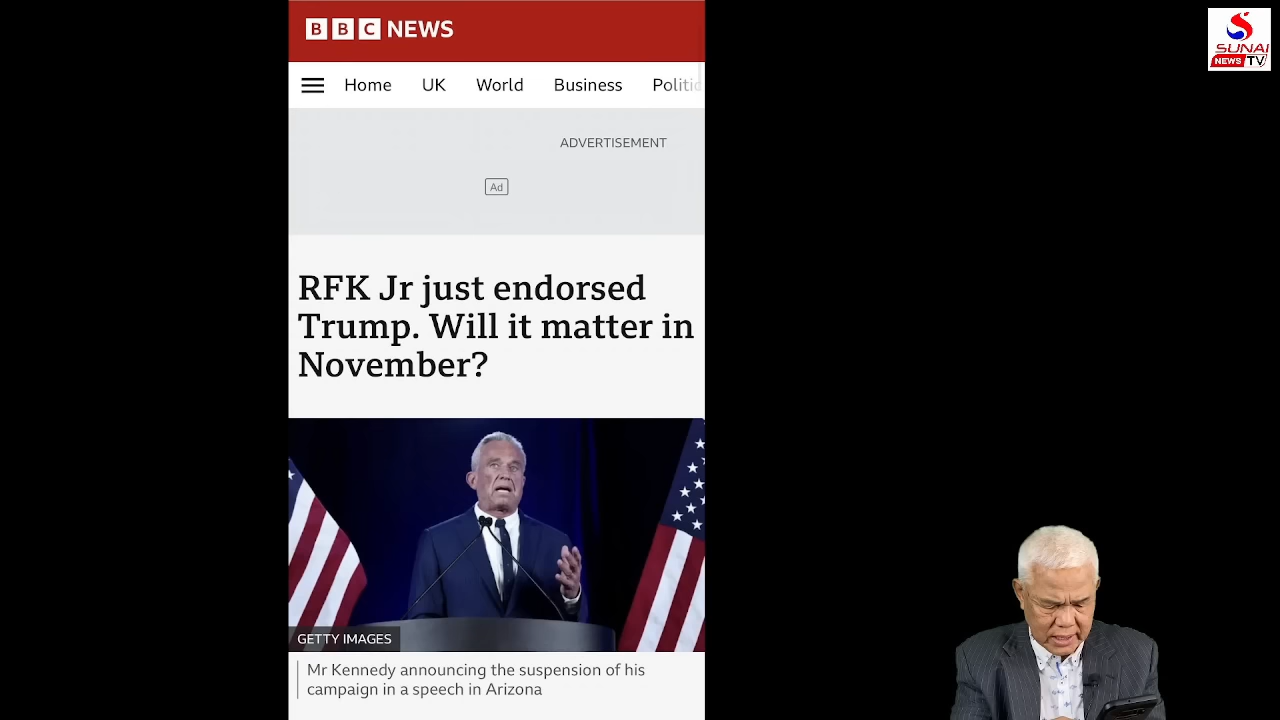 BBC NEWS
Home UK World Business Politic
ADVERTISEMENT
Ad
RFK Jr just endorsed
Trump. Will it matter in
November?
GETTY IMAGES
Mr Kennedy announcing the suspension of his
campaign in a speech in Arizona
SUNAI
NEWS TV